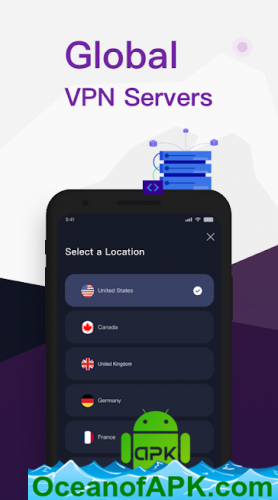 Global
VPN Servers
9:41
Select a Location
United States
Canada
United Kingdom
Germany
France
APK
OceanofAPK.com